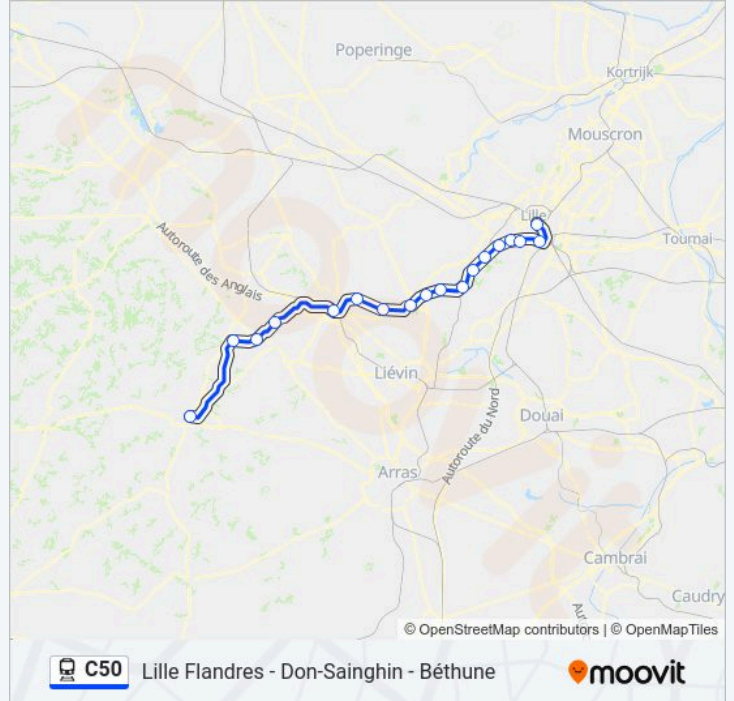 Poperinge
Kortrijk
Mouscron
Lille
Tournai
Autoroute des Anglais
Liévin
Autoroute du Nord
Douai
Arras
Cambrai
Caudry
Aut
© OpenStreetMap contributors | © OpenMapTiles
C50 Lille Flandres - Don-Sainghin - Béthune
moovit